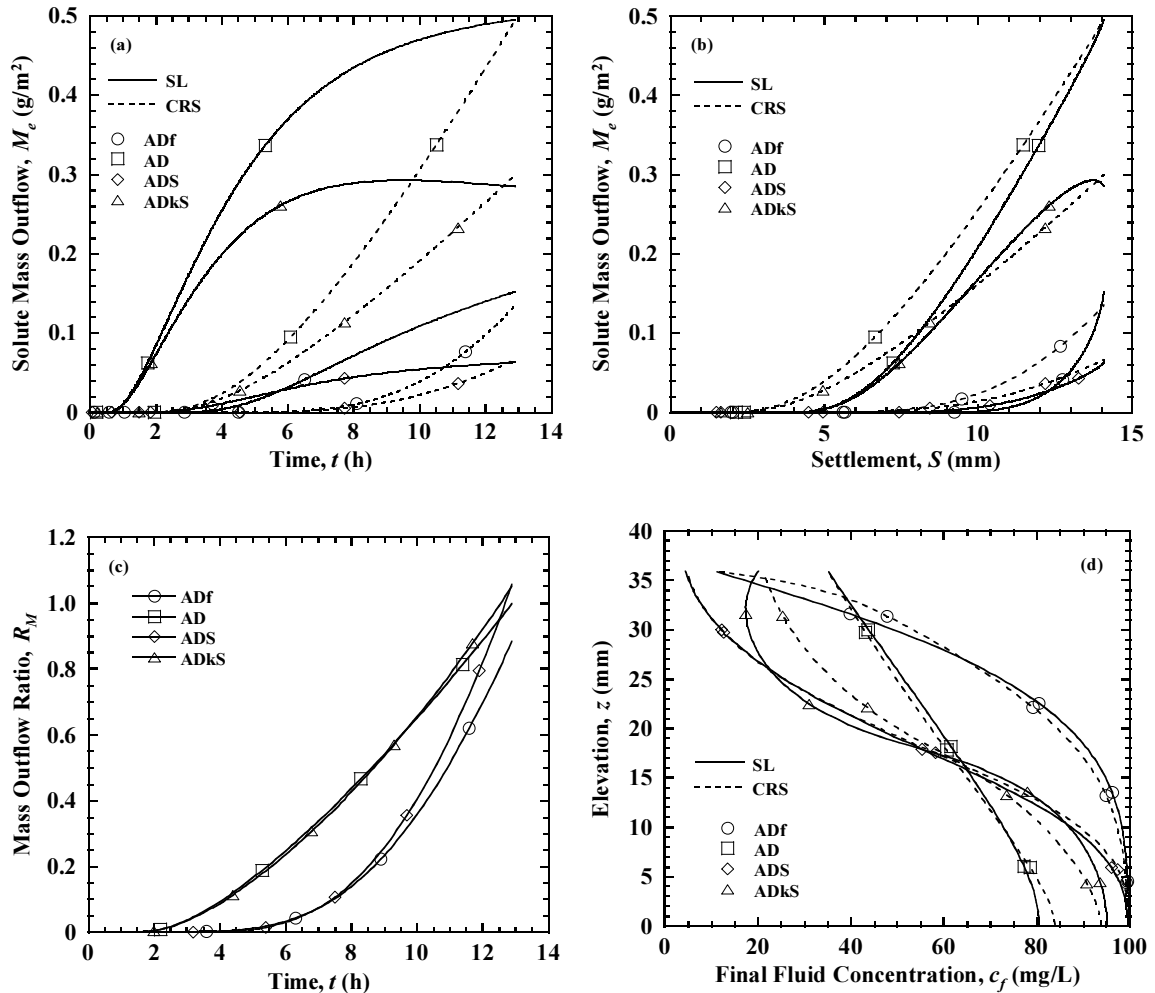 0.5
0.4
0.3
0.2
0.1
0
Solute Mass Outflow, M_e (g/m²)
(a)
SL
CRS
ADf
AD
ADS
ADkS
0 2 4 6 8 10 12 14
Time, t (h)
0.5
0.4
0.3
0.2
0.1
0
Solute Mass Outflow, M_e (g/m²)
(b)
SL
CRS
ADf
AD
ADS
ADkS
0 5 10 15
Settlement, S (mm)
1.2
1.0
0.8
0.6
0.4
0.2
0
Mass Outflow Ratio, R_M
(c)
ADf
AD
ADS
ADkS
0 2 4 6 8 10 12 14
Time, t (h)
40
35
30
25
20
15
10
5
0
Elevation, z (mm)
(d)
SL
CRS
ADf
AD
ADS
ADkS
0 20 40 60 80 100
Final Fluid Concentration, c_f (mg/L)